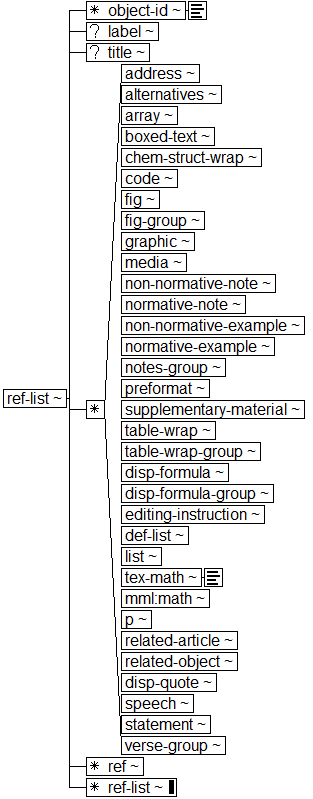 * object-id ~
? label ~
? title ~
address ~
alternatives ~
array ~
boxed-text ~
chem-struct-wrap ~
code ~
fig ~
fig-group ~
graphic ~
media ~
non-normative-note ~
normative-note ~
non-normative-example ~
normative-example ~
notes-group ~
preformat ~
ref-list ~
*
supplementary-material ~
table-wrap ~
table-wrap-group ~
disp-formula ~
disp-formula-group ~
editing-instruction ~
def-list ~
list ~
tex-math ~
mml:math ~
p ~
related-article ~
related-object ~
disp-quote ~
speech ~
statement ~
verse-group ~
* ref ~
* ref-list ~